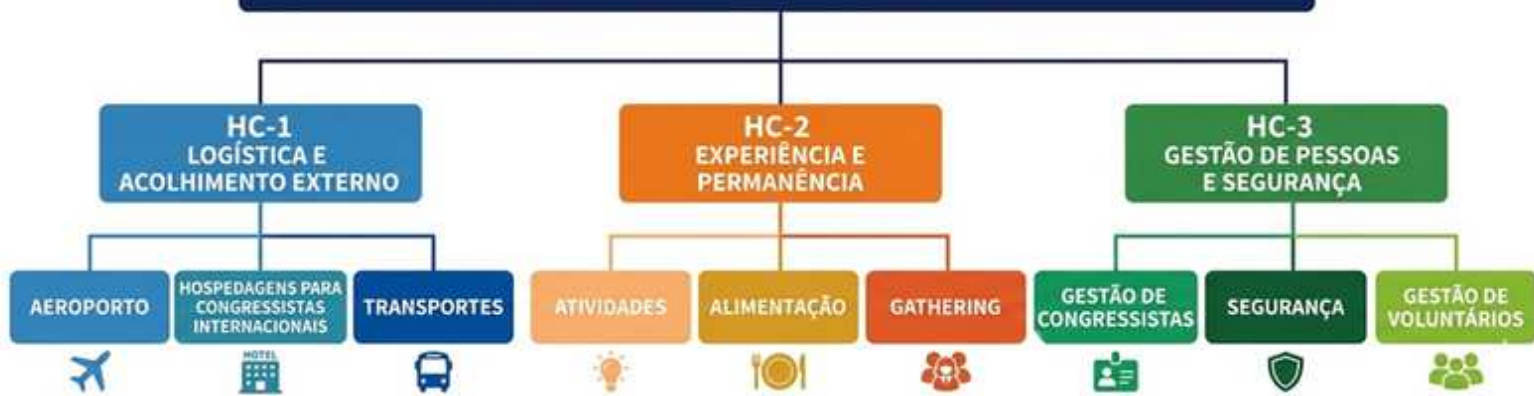 HC-1
LOGÍSTICA E
ACOLHIMENTO EXTERNO
HC-2
EXPERIÊNCIA E
PERMANÊNCIA
HC-3
GESTÃO DE PESSOAS
E SEGURANÇA
AEROPORTO
HOSPEDAGENS PARA
CONGRESSISTAS
INTERNACIONAIS
TRANSPORTES
ATIVIDADES
ALIMENTAÇÃO
GATHERING
GESTÃO DE
CONGRESSISTAS
SEGURANÇA
GESTÃO DE
VOLUNTÁRIOS
HOTEL